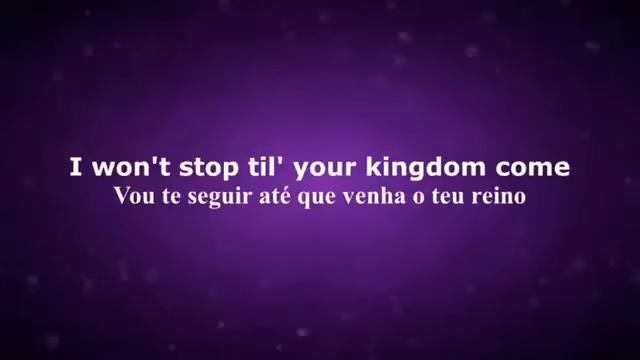 I won't stop til' your kingdom come
Vou te seguir até que venha o teu reino